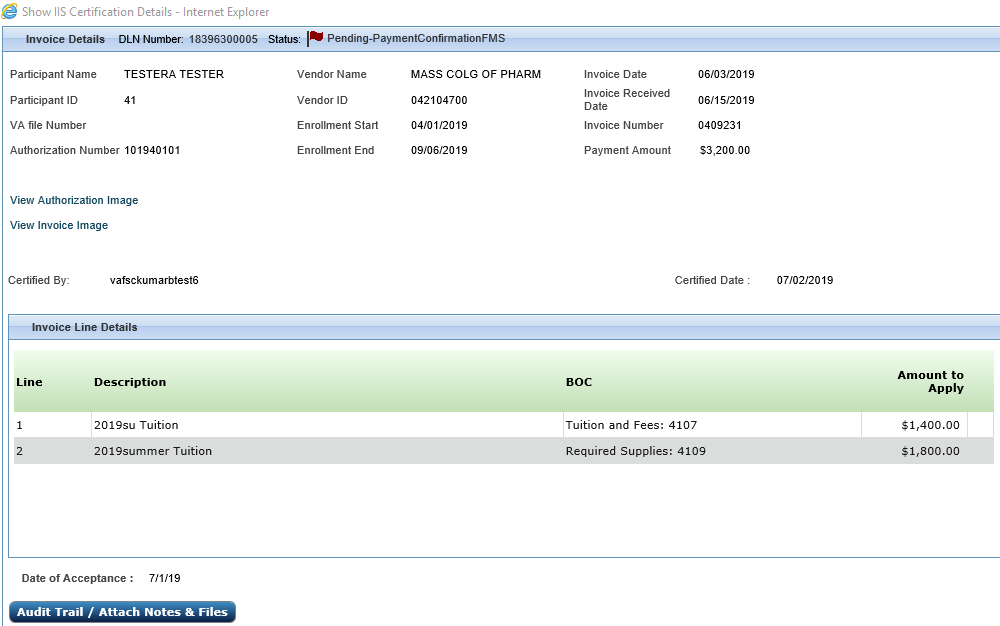 Show IIS Certification Details - Internet Explorer
Invoice Details DLN Number: 18396300005 Status: Pending-PaymentConfirmationFMS
Participant Name TESTERA TESTER Vendor Name MASS COLG OF PHARM Invoice Date 06/03/2019
Participant ID 41 Vendor ID 042104700 Invoice Received Date 06/15/2019
VA file Number Enrollment Start 04/01/2019 Invoice Number 0409231
Authorization Number 101940101 Enrollment End 09/06/2019 Payment Amount $3,200.00
View Authorization Image
View Invoice Image
Certified By: vafsckumarbtest6 Certified Date : 07/02/2019
Invoice Line Details
Line Description BOC Amount to Apply
1 2019su Tuition Tuition and Fees: 4107 $1,400.00
2 2019summer Tuition Required Supplies: 4109 $1,800.00
Date of Acceptance : 7/1/19
Audit Trail / Attach Notes & Files